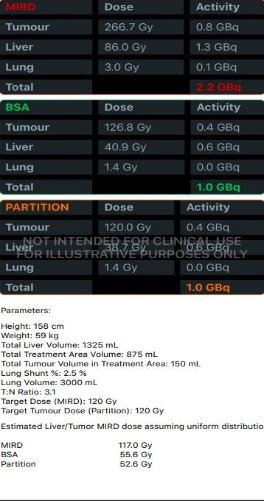 MIRD Dose Activity
Tumour 266.7 Gy 0.8 GBq
Liver 86.0 Gy 1.3 GBq
Lung 3.0 Gy 0.1 GBq
Total 2.2 GBq
BSA Dose Activity
Tumour 126.8 Gy 0.4 GBq
Liver 40.9 Gy 0.6 GBq
Lung 1.4 Gy 0.0 GBq
Total 1.0 GBq
PARTITION Dose Activity
Tumour 120.0 Gy 0.4 GBq
NOT INTENDED FOR CLINICAL USE
Liver 38.7 Gy 0.6 GBq
FOR ILLUSTRATIVE PURPOSES ONLY
Lung 1.4 Gy 0.0 GBq
Total 1.0 GBq
Parameters:
Height: 158 cm
Weight: 59 kg
Total Liver Volume: 1325 mL
Total Treatment Area Volume: 875 mL
Total Tumour Volume in Treatment Area: 150 mL
Lung Shunt %: 2.5 %
Lung Volume: 3000 mL
T:N Ratio: 3.1
Target Dose (MIRD): 120 Gy
Target Tumour Dose (Partition): 120 Gy
Estimated Liver/Tumor MIRD dose assuming uniform distributio
MIRD 117.0 Gy
BSA 55.6 Gy
Partition 52.6 Gy